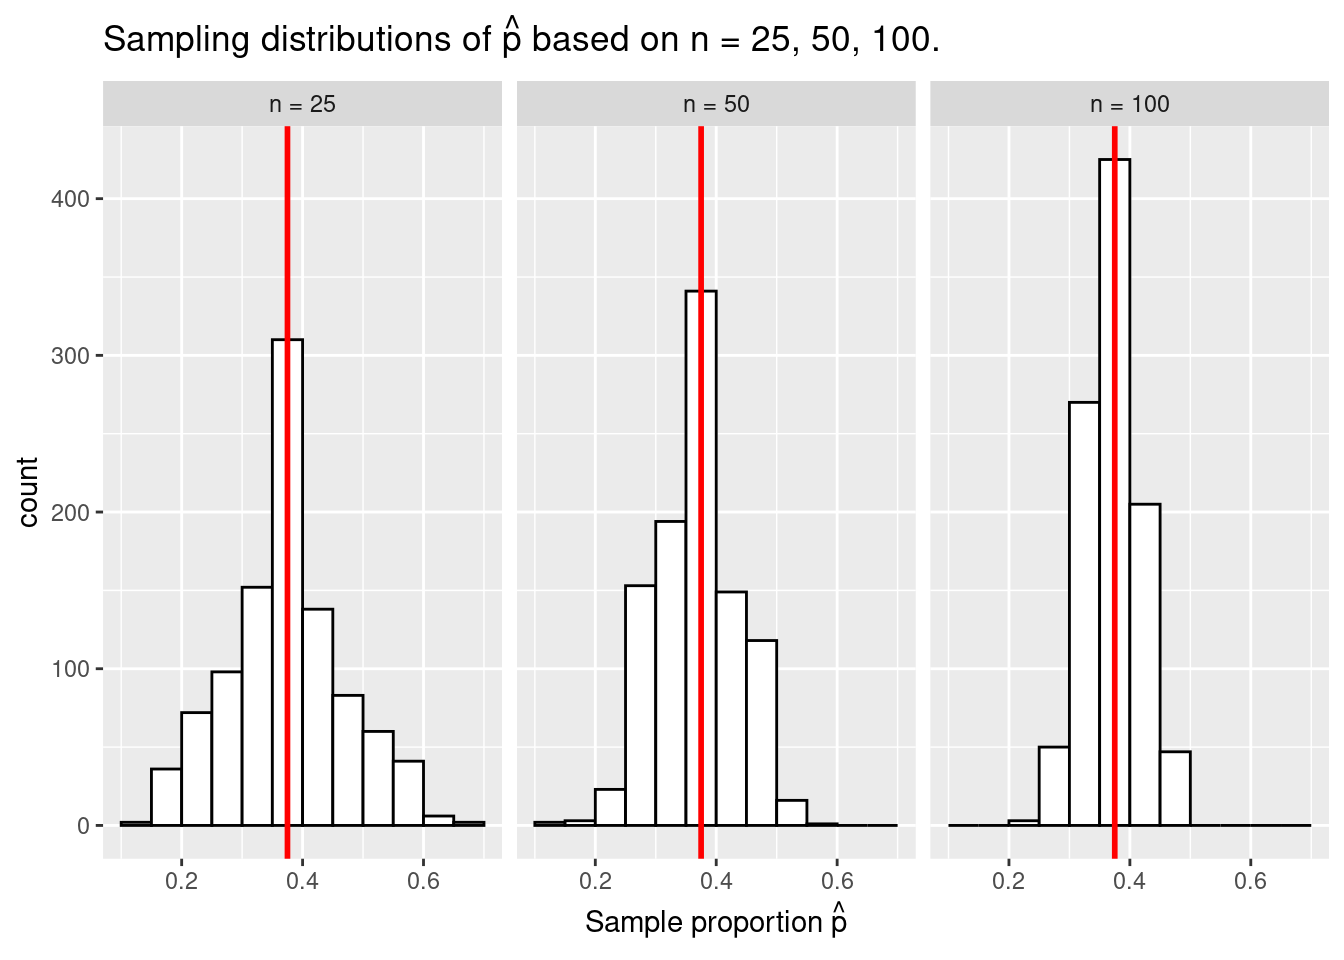 Sampling distributions of p̂ based on n = 25, 50, 100.
n = 25
n = 50
n = 100
400
300
200
100
0
count
0.2
0.4
0.6
0.2
0.4
0.6
0.2
0.4
0.6
Sample proportion p̂